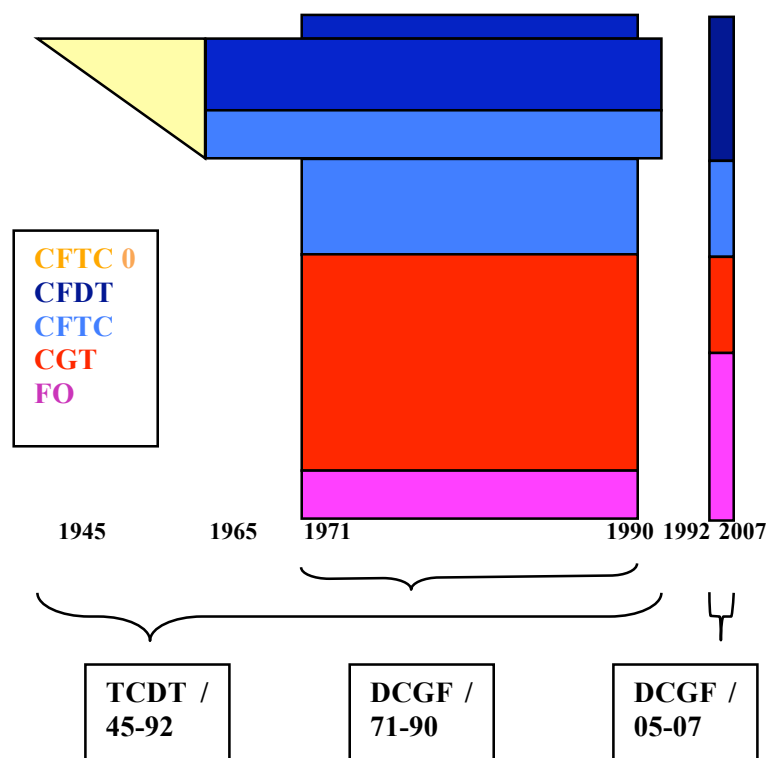 CFTC 0
CFDT
CFTC
CGT
FO
1945 1965 1971 1990 1992 2007
TCDT /
45-92
DCGF /
71-90
DCGF /
05-07